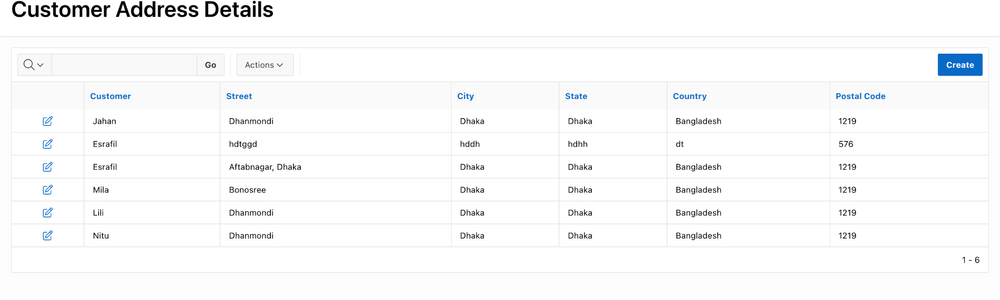 Customer Address Details
Go Actions Create
Customer Street City State Country Postal Code
Jahan Dhanmondi Dhaka Dhaka Bangladesh 1219
Esrafil hdtggd hddh hdhh dt 576
Esrafil Aftabnagar, Dhaka Dhaka Dhaka Bangladesh 1219
Mila Bonosree Dhaka Dhaka Bangladesh 1219
Lili Dhanmondi Dhaka Dhaka Bangladesh 1219
Nitu Dhanmondi Dhaka Dhaka Bangladesh 1219
1 - 6